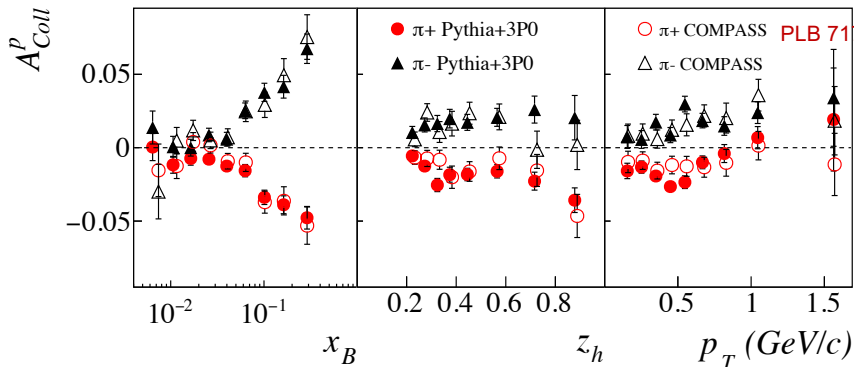 A^p_Coll
0.05
0
−0.05
π+ Pythia+3P0
π- Pythia+3P0
π+ COMPASS
π- COMPASS
PLB 71
10⁻² 10⁻¹
0.2 0.4 0.6 0.8
0.5 1 1.5
x_B
z_h
p_T (GeV/c)